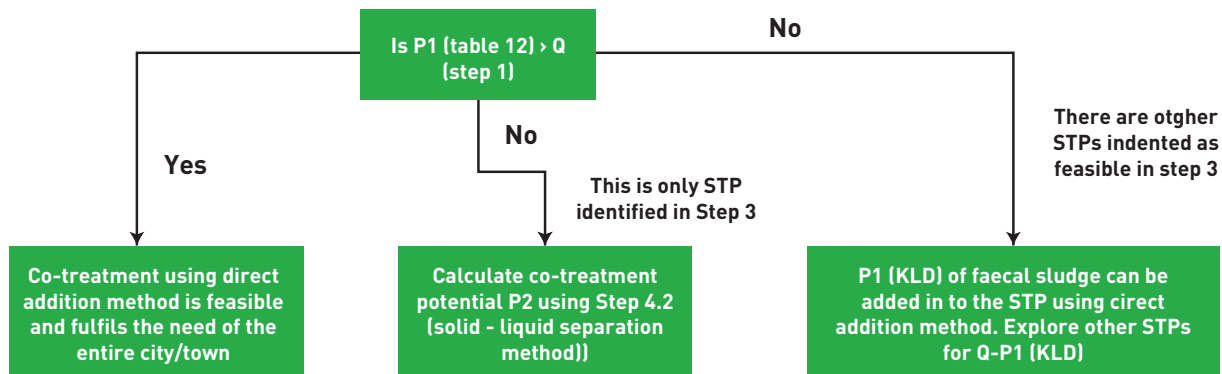 Is P1 (table 12) › Q
(step 1)
No
Yes
No
There are otgher
STPs indented as
feasible in step 3
This is only STP
identified in Step 3
Co-treatment using direct
addition method is feasible
and fulfils the need of the
entire city/town
Calculate co-treatment
potential P2 using Step 4.2
(solid - liquid separation
method))
P1 (KLD) of faecal sludge can be
added in to the STP using cirect
addition method. Explore other STPs
for Q-P1 (KLD)